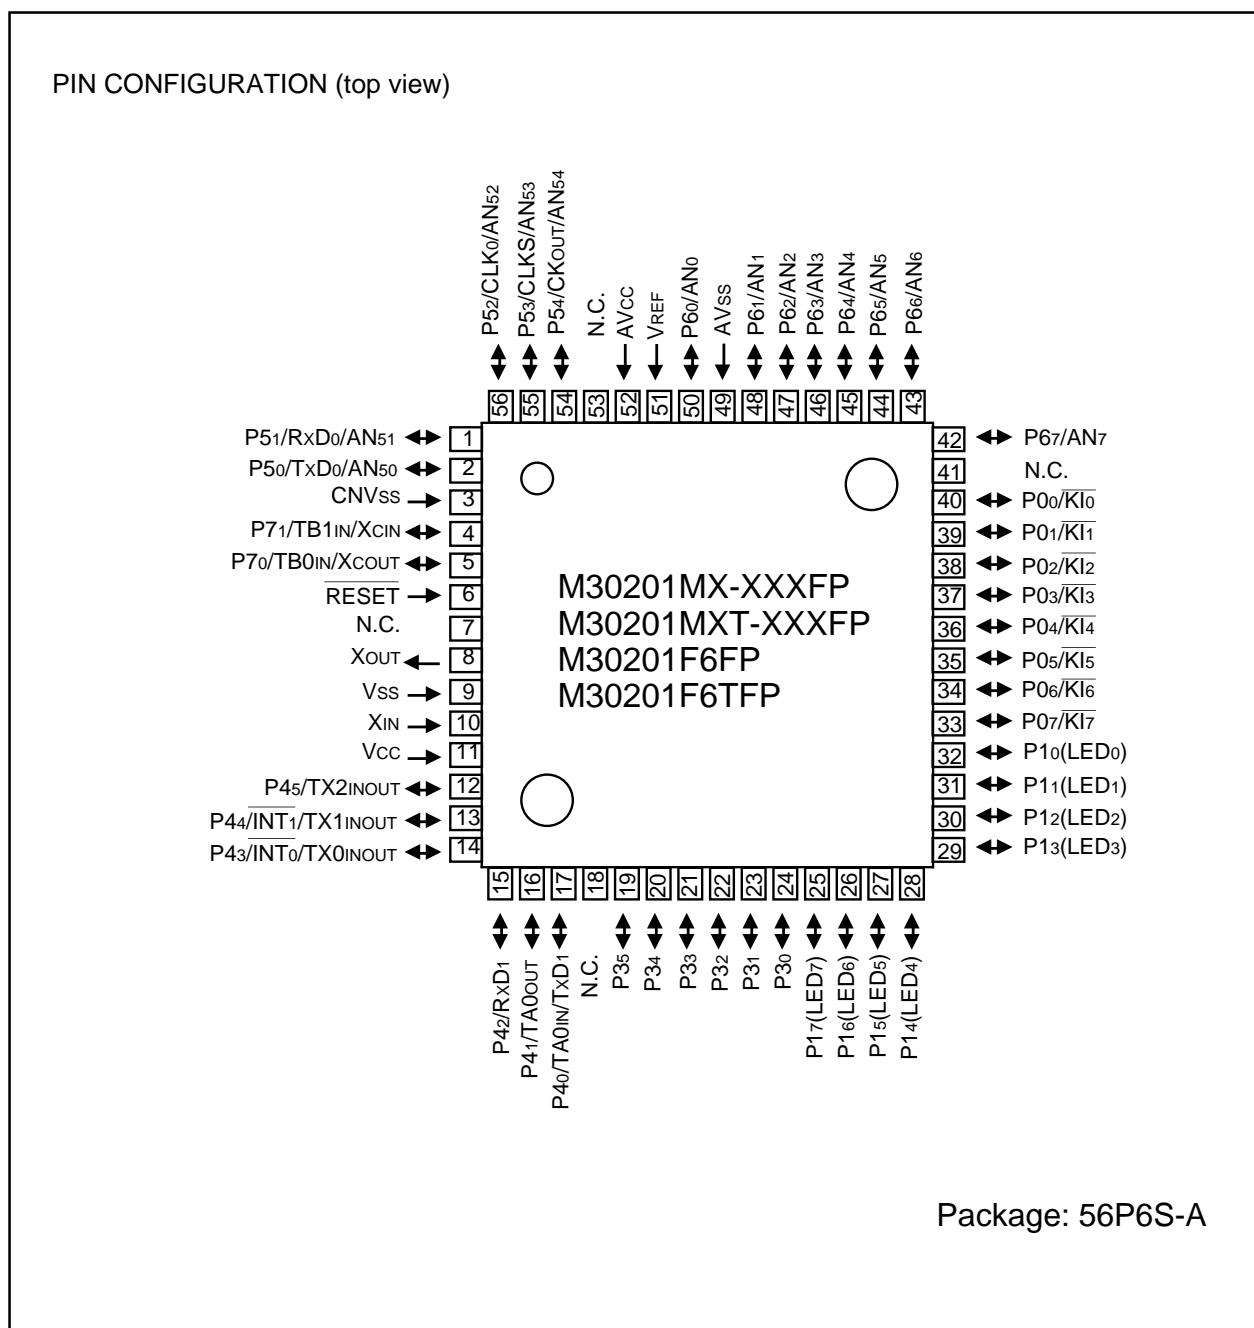 PIN CONFIGURATION (top view)
P52/CLK0/AN52
P53/CLKS/AN53
P54/CKOUT/AN54
N.C.
AVCC
VREF
P60/AN0
AVSS
P61/AN1
P62/AN2
P63/AN3
P64/AN4
P65/AN5
P66/AN6
56 55 54 53 52 51 50 49 48 47 46 45 44 43
P51/RXD0/AN51 1
P50/TXD0/AN50 2
CNVSS 3
P71/TB1IN/XCIN 4
P70/TB0IN/XCOUT 5
RESET 6
N.C. 7
XOUT 8
VSS 9
XIN 10
VCC 11
P45/TX2INOUT 12
P44/INT1/TX1INOUT 13
P43/INT0/TX0INOUT 14
M30201MX-XXXFP
M30201MXT-XXXFP
M30201F6FP
M30201F6TFP
42 P67/AN7
41 N.C.
40 P00/KI0
39 P01/KI1
38 P02/KI2
37 P03/KI3
36 P04/KI4
35 P05/KI5
34 P06/KI6
33 P07/KI7
32 P10(LED0)
31 P11(LED1)
30 P12(LED2)
29 P13(LED3)
15 16 17 18 19 20 21 22 23 24 25 26 27 28
P42/RXD1
P41/TA0OUT
P40/TA0IN/TXD1
N.C.
P35
P34
P33
P32
P31
P30
P17(LED7)
P16(LED6)
P15(LED5)
P14(LED4)
Package: 56P6S-A